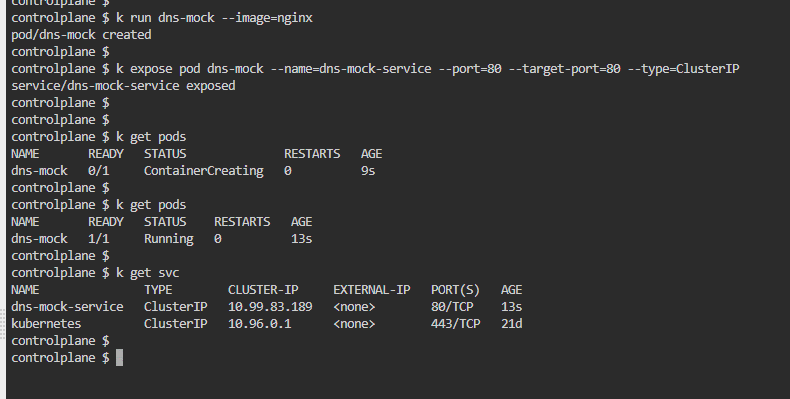 controlplane $
controlplane $ k run dns-mock --image=nginx
pod/dns-mock created
controlplane $
controlplane $ k expose pod dns-mock --name=dns-mock-service --port=80 --target-port=80 --type=ClusterIP
service/dns-mock-service exposed
controlplane $
controlplane $
controlplane $ k get pods
NAME       READY   STATUS              RESTARTS   AGE
dns-mock   0/1     ContainerCreating   0          9s
controlplane $
controlplane $ k get pods
NAME       READY   STATUS    RESTARTS   AGE
dns-mock   1/1     Running   0          13s
controlplane $
controlplane $ k get svc
NAME               TYPE        CLUSTER-IP     EXTERNAL-IP   PORT(S)   AGE
dns-mock-service   ClusterIP   10.99.83.189   <none>        80/TCP    13s
kubernetes         ClusterIP   10.96.0.1      <none>        443/TCP   21d
controlplane $
controlplane $